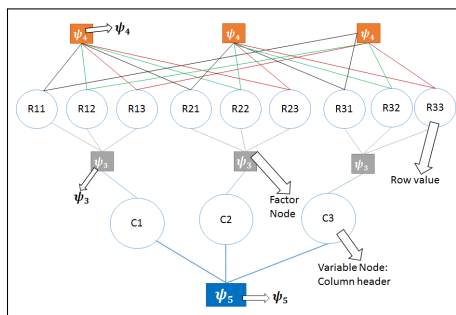 ψ₄ ψ₄ ψ₄ ψ₄
R11 R12 R13 R21 R22 R23 R31 R32 R33
ψ₃ ψ₃ ψ₃
ψ₃
Factor
Node
Row value
C1 C2 C3
Variable Node:
Column header
ψ₅ ψ₅